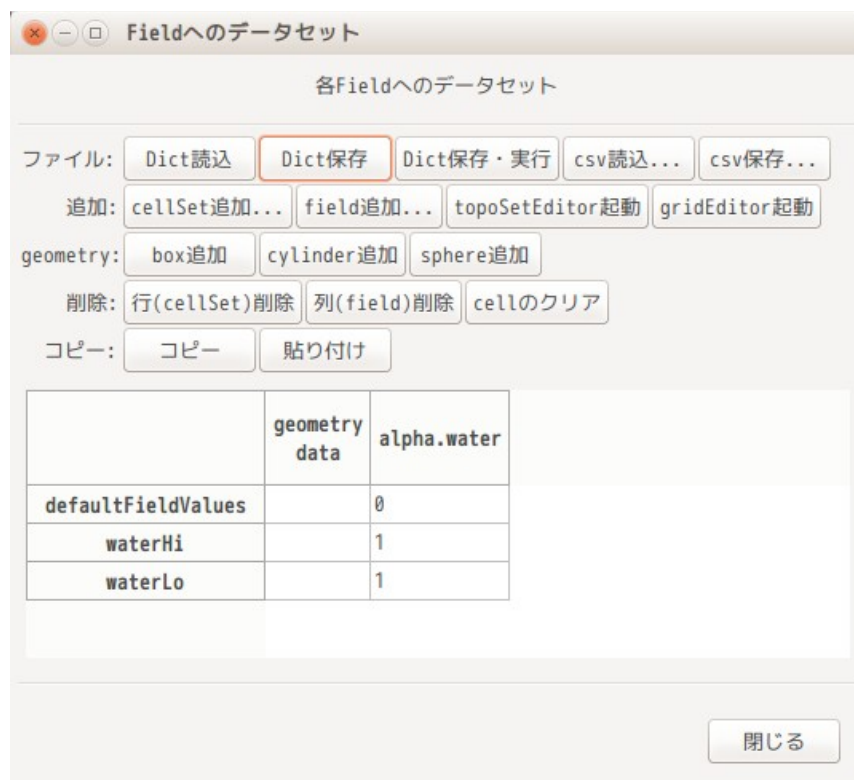 Fieldへのデータセット
各Fieldへのデータセット
ファイル: Dict読込 Dict保存 Dict保存・実行 csv読込... csv保存...
追加: cellSet追加... field追加... topoSetEditor起動 gridEditor起動
geometry: box追加 cylinder追加 sphere追加
削除: 行(cellSet)削除 列(field)削除 cellのクリア
コピー: コピー 貼り付け
geometry
data alpha.water
defaultFieldValues 0
waterHi 1
waterLo 1
閉じる